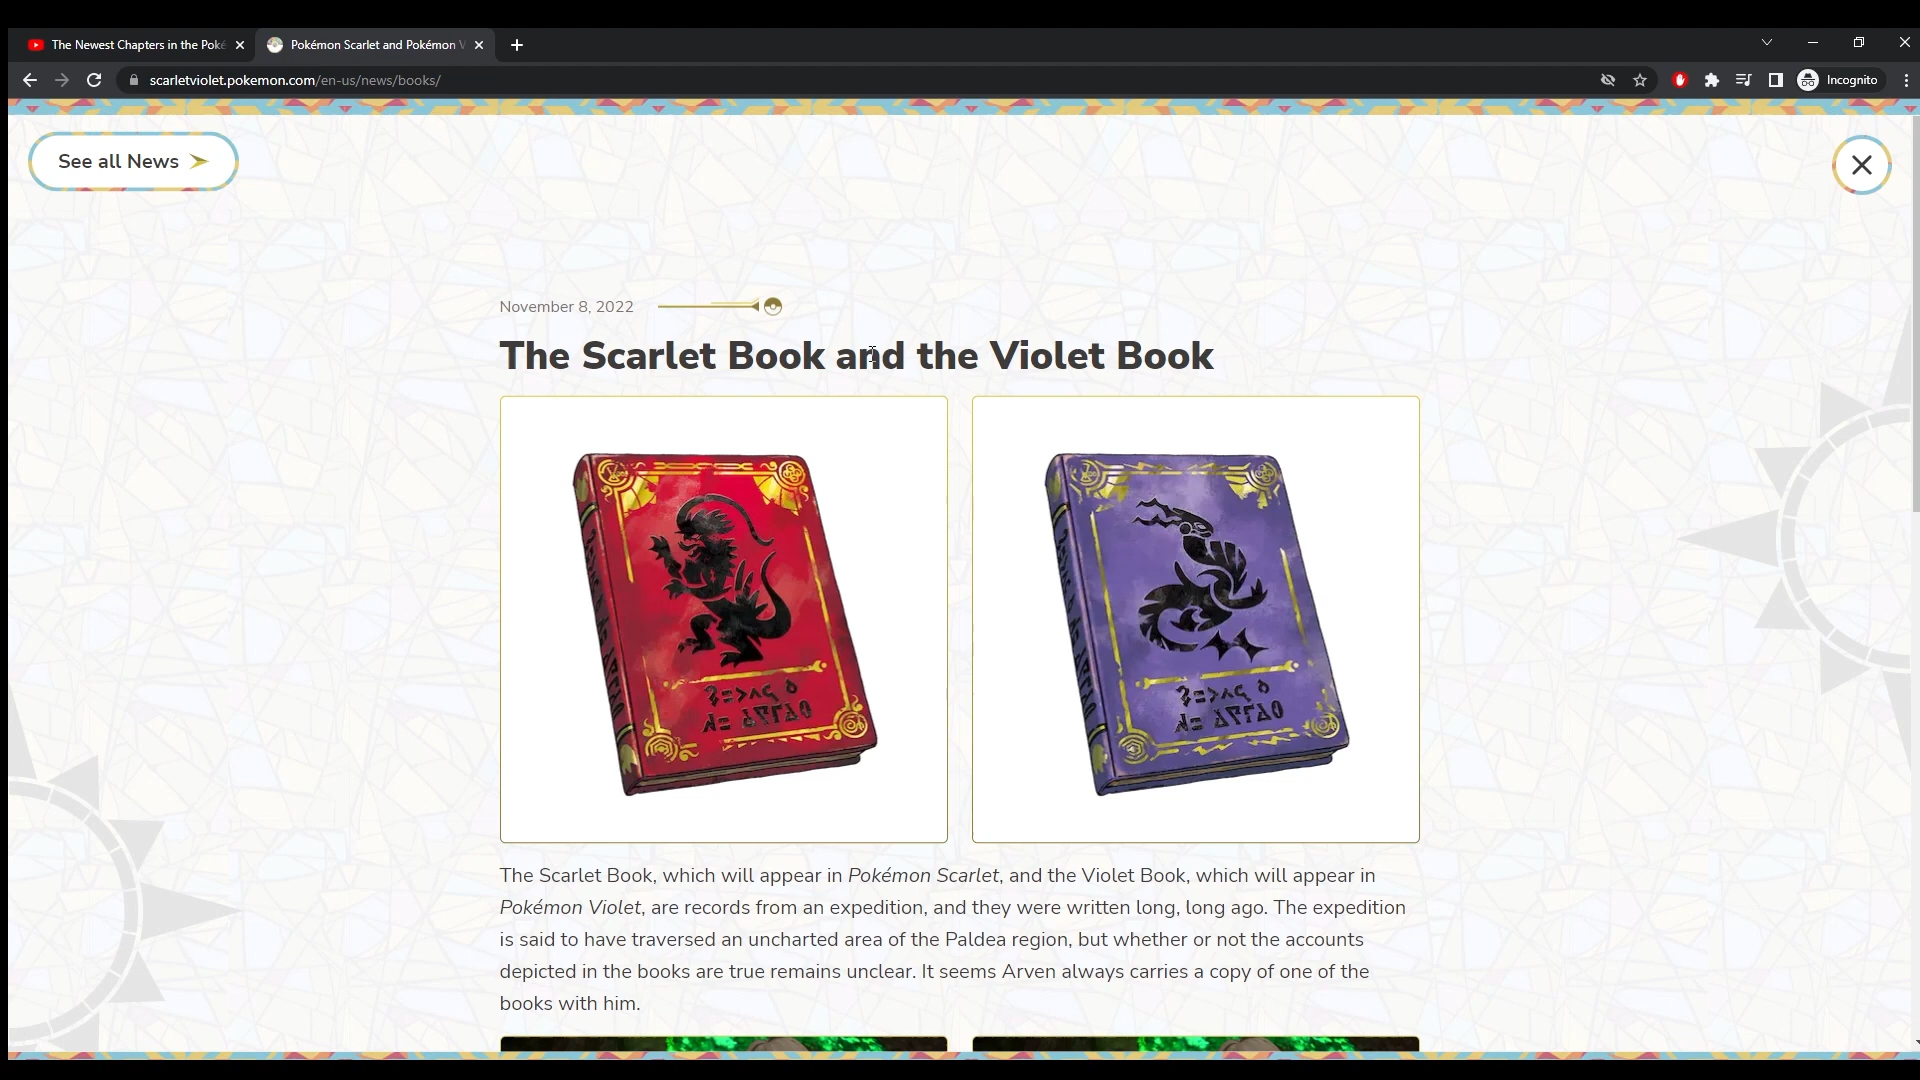 The Newest Chapters in the Poké
Pokémon Scarlet and Pokémon V
scarletviolet.pokemon.com/en-us/news/books/
Incognito
See all News
November 8, 2022
The Scarlet Book and the Violet Book
The Scarlet Book, which will appear in Pokémon Scarlet, and the Violet Book, which will appear in
Pokémon Violet, are records from an expedition, and they were written long, long ago. The expedition
is said to have traversed an uncharted area of the Paldea region, but whether or not the accounts
depicted in the books are true remains unclear. It seems Arven always carries a copy of one of the
books with him.